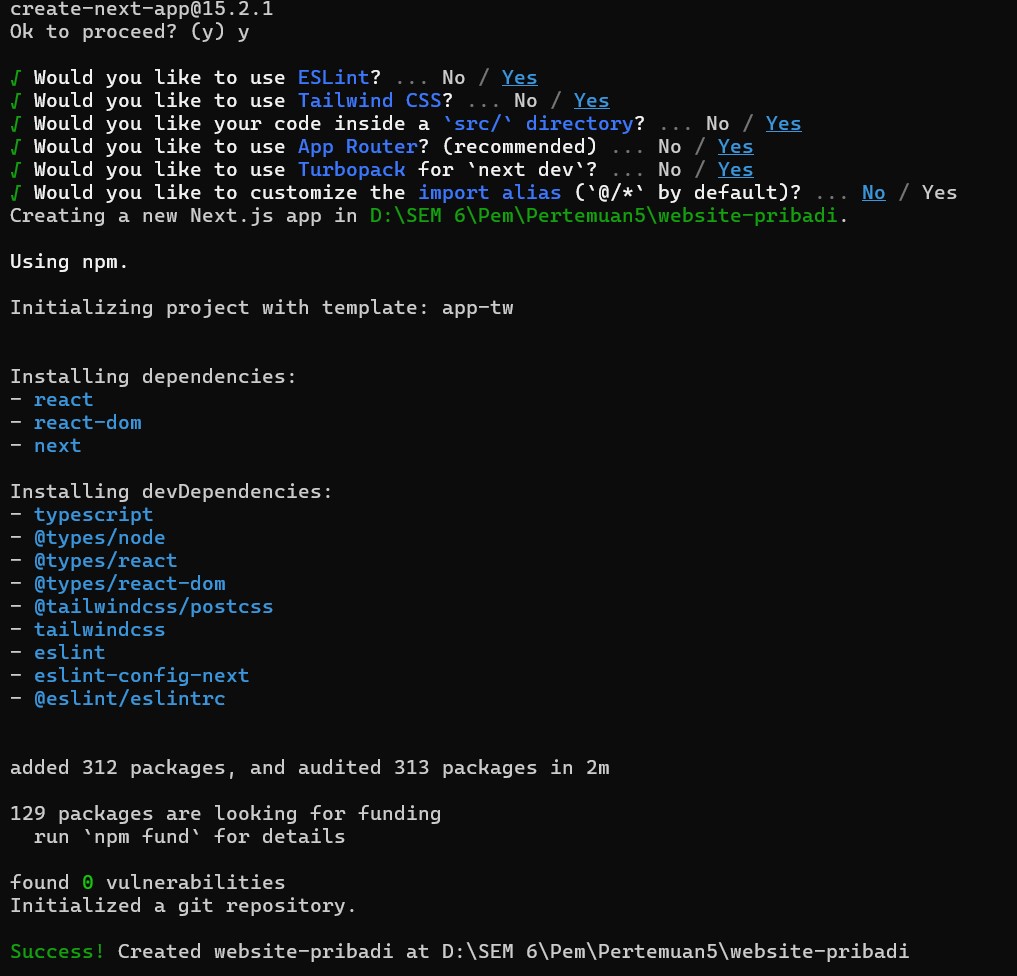 create-next-app@15.2.1
Ok to proceed? (y) y
√ Would you like to use ESLint? ... No / Yes
√ Would you like to use Tailwind CSS? ... No / Yes
√ Would you like your code inside a `src/` directory? ... No / Yes
√ Would you like to use App Router? (recommended) ... No / Yes
√ Would you like to use Turbopack for `next dev`? ... No / Yes
√ Would you like to customize the import alias (`@/*` by default)? ... No / Yes
Creating a new Next.js app in D:\SEM 6\Pem\Pertemuan5\website-pribadi.
Using npm.
Initializing project with template: app-tw
Installing dependencies:
- react
- react-dom
- next
Installing devDependencies:
- typescript
- @types/node
- @types/react
- @types/react-dom
- @tailwindcss/postcss
- tailwindcss
- eslint
- eslint-config-next
- @eslint/eslintrc
added 312 packages, and audited 313 packages in 2m
129 packages are looking for funding
  run `npm fund` for details
found 0 vulnerabilities
Initialized a git repository.
Success! Created website-pribadi at D:\SEM 6\Pem\Pertemuan5\website-pribadi